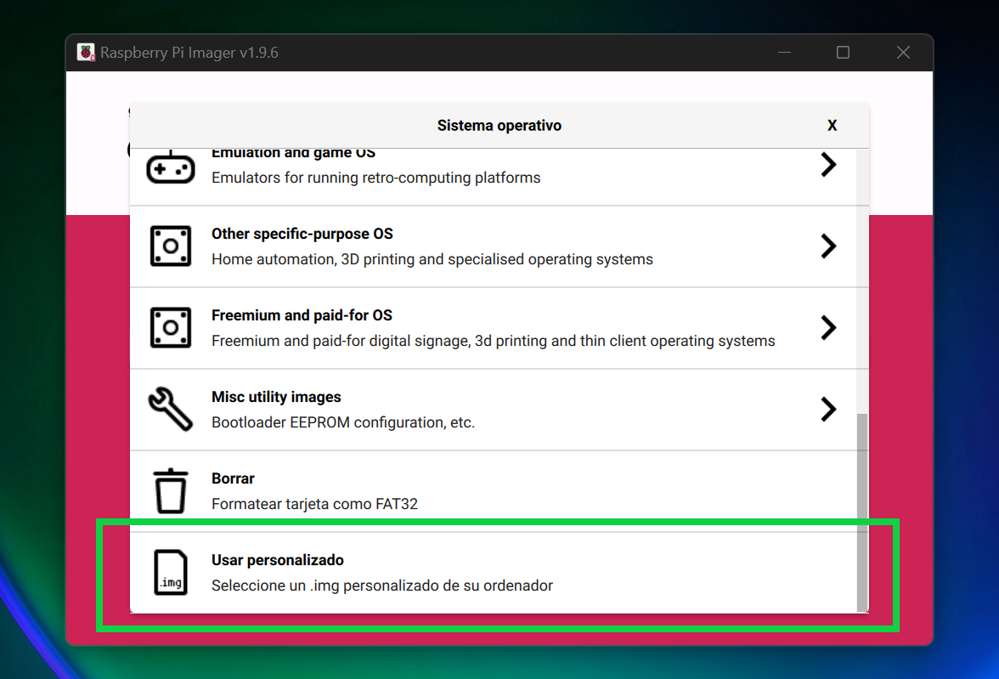 Raspberry Pi Imager v1.9.6
Sistema operativo
X
Emulation and game OS
Emulators for running retro-computing platforms
Other specific-purpose OS
Home automation, 3D printing and specialised operating systems
Freemium and paid-for OS
Freemium and paid-for digital signage, 3d printing and thin client operating systems
Misc utility images
Bootloader EEPROM configuration, etc.
Borrar
Formatear tarjeta como FAT32
.img
Usar personalizado
Seleccione un .img personalizado de su ordenador